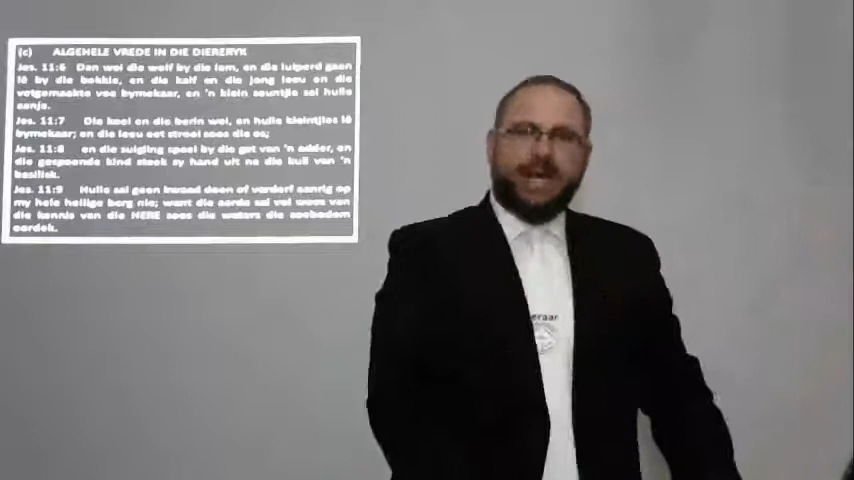 (c) ALGEHELE VREDE IN DIE DIERERYK
Jes. 11:6 Dan wei die wolf by die lam, en die luiperd gaan
lê by die bokkie, en die kalf en die jong leeu en die
vetgemaakte vee bymekaar, en 'n klein seuntjie sal hulle
aanja.
Jes. 11:7 Die koei en die berin wei, en hulle kleintjies lê
bymekaar; en die leeu eet strooi soos die os;
Jes. 11:8 en die suigling speel by die gat van 'n adder, en
die gespeende kind steek sy hand uit na die kuil van 'n
basilisk.
Jes. 11:9 Hulle sal geen kwaad doen of verderf aanrig op
my hele heilige berg nie; want die aarde sal vol wees van
die kennis van die HERE soos die waters die seebodem
oordek.
eraar